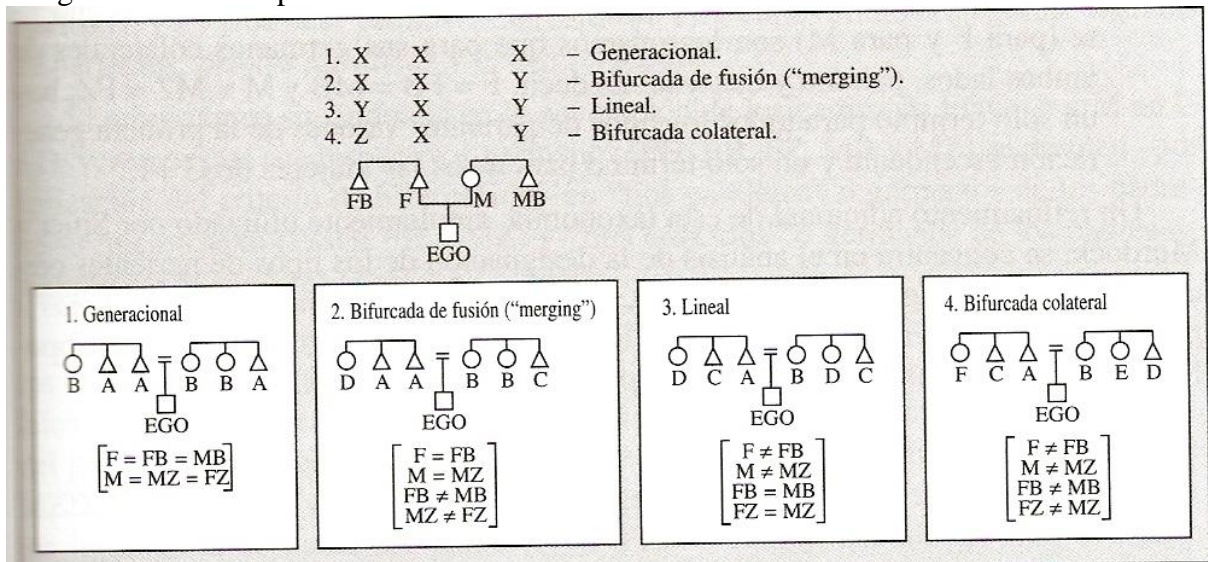 1. X X X – Generacional.
2. X X Y – Bifurcada de fusión (“merging”).
3. Y X Y – Lineal.
4. Z X Y – Bifurcada colateral.
FB F M MB
EGO
1. Generacional
B A A B B A
EGO
F = FB = MB
M = MZ = FZ
2. Bifurcada de fusión (“merging”)
D A A B B C
EGO
F = FB
M = MZ
FB ≠ MB
MZ ≠ FZ
3. Lineal
D C A B D C
EGO
F ≠ FB
M ≠ MZ
FB = MB
FZ = MZ
4. Bifurcada colateral
F C A B E D
EGO
F ≠ FB
M ≠ MZ
FB ≠ MB
FZ ≠ MZ